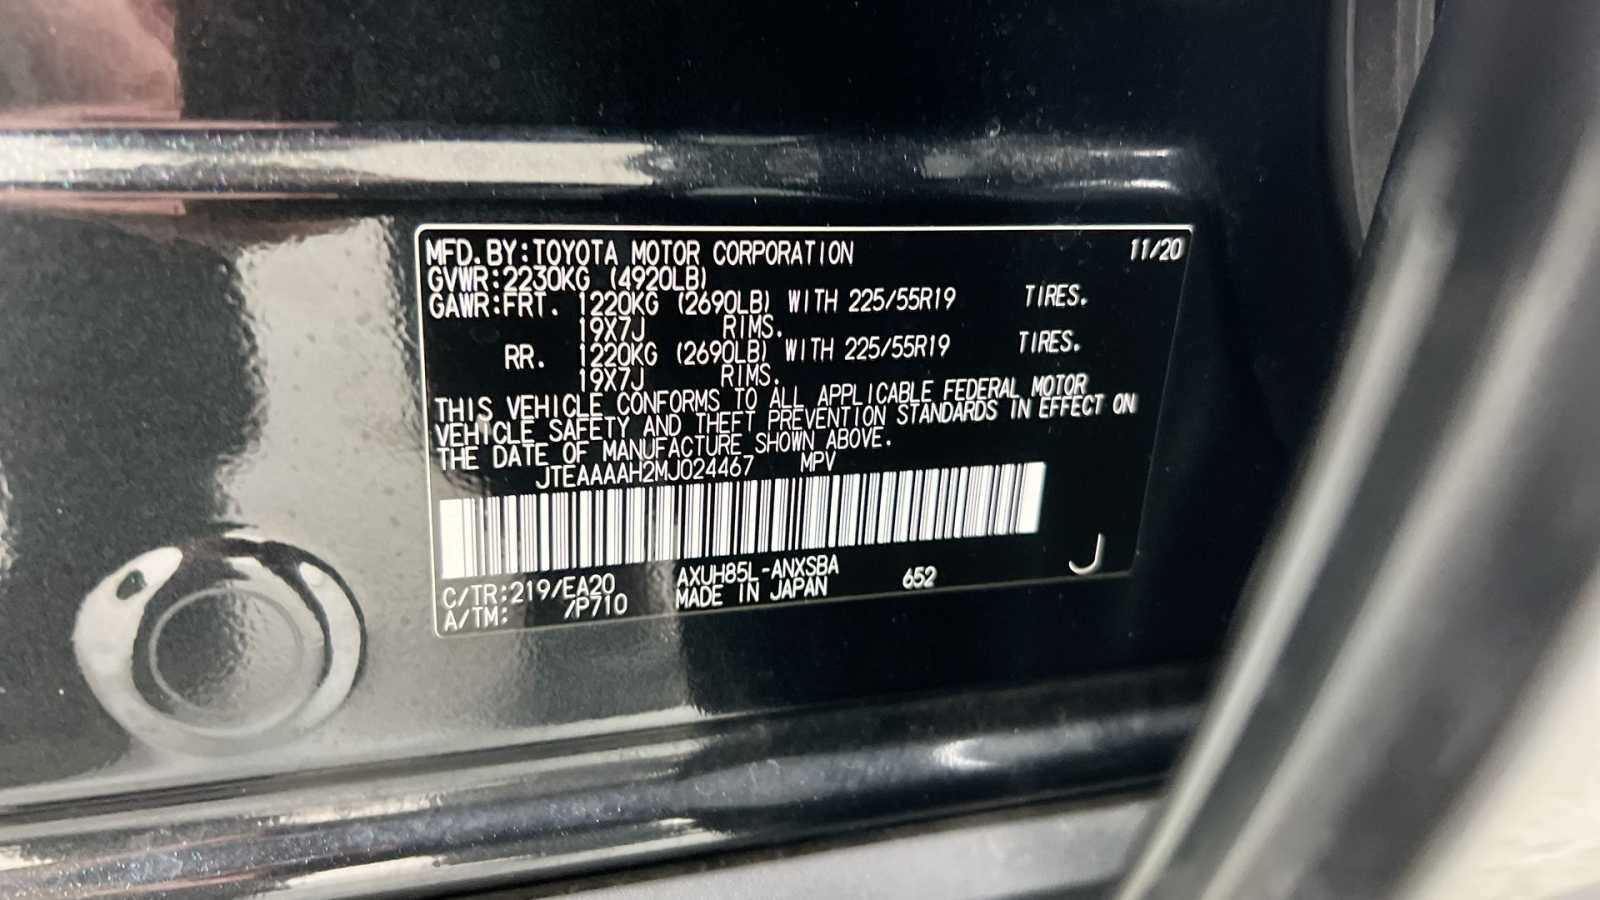 MFD. BY: TOYOTA MOTOR CORPORATION 11/20
GVWR: 2230KG (4920LB)
GAWR: FRT. 1220KG (2690LB) WITH 225/55R19 TIRES.
19X7J RIMS.
RR. 1220KG (2690LB) WITH 225/55R19 TIRES.
19X7J RIMS.
THIS VEHICLE CONFORMS TO ALL APPLICABLE FEDERAL MOTOR
VEHICLE SAFETY AND THEFT PREVENTION STANDARDS IN EFFECT ON
THE DATE OF MANUFACTURE SHOWN ABOVE.
JTEAAAAH2MJ024467 MPV
C/TR: 219/EA20 AXUH85L-ANXSBA 652 J
A/TM: /P710 MADE IN JAPAN